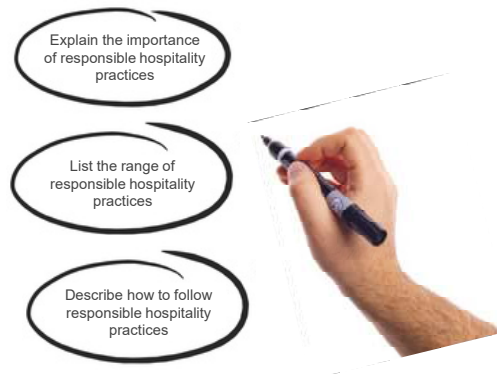 Explain the importance
of responsible hospitality
practices
List the range of
responsible hospitality
practices
Describe how to follow
responsible hospitality
practices